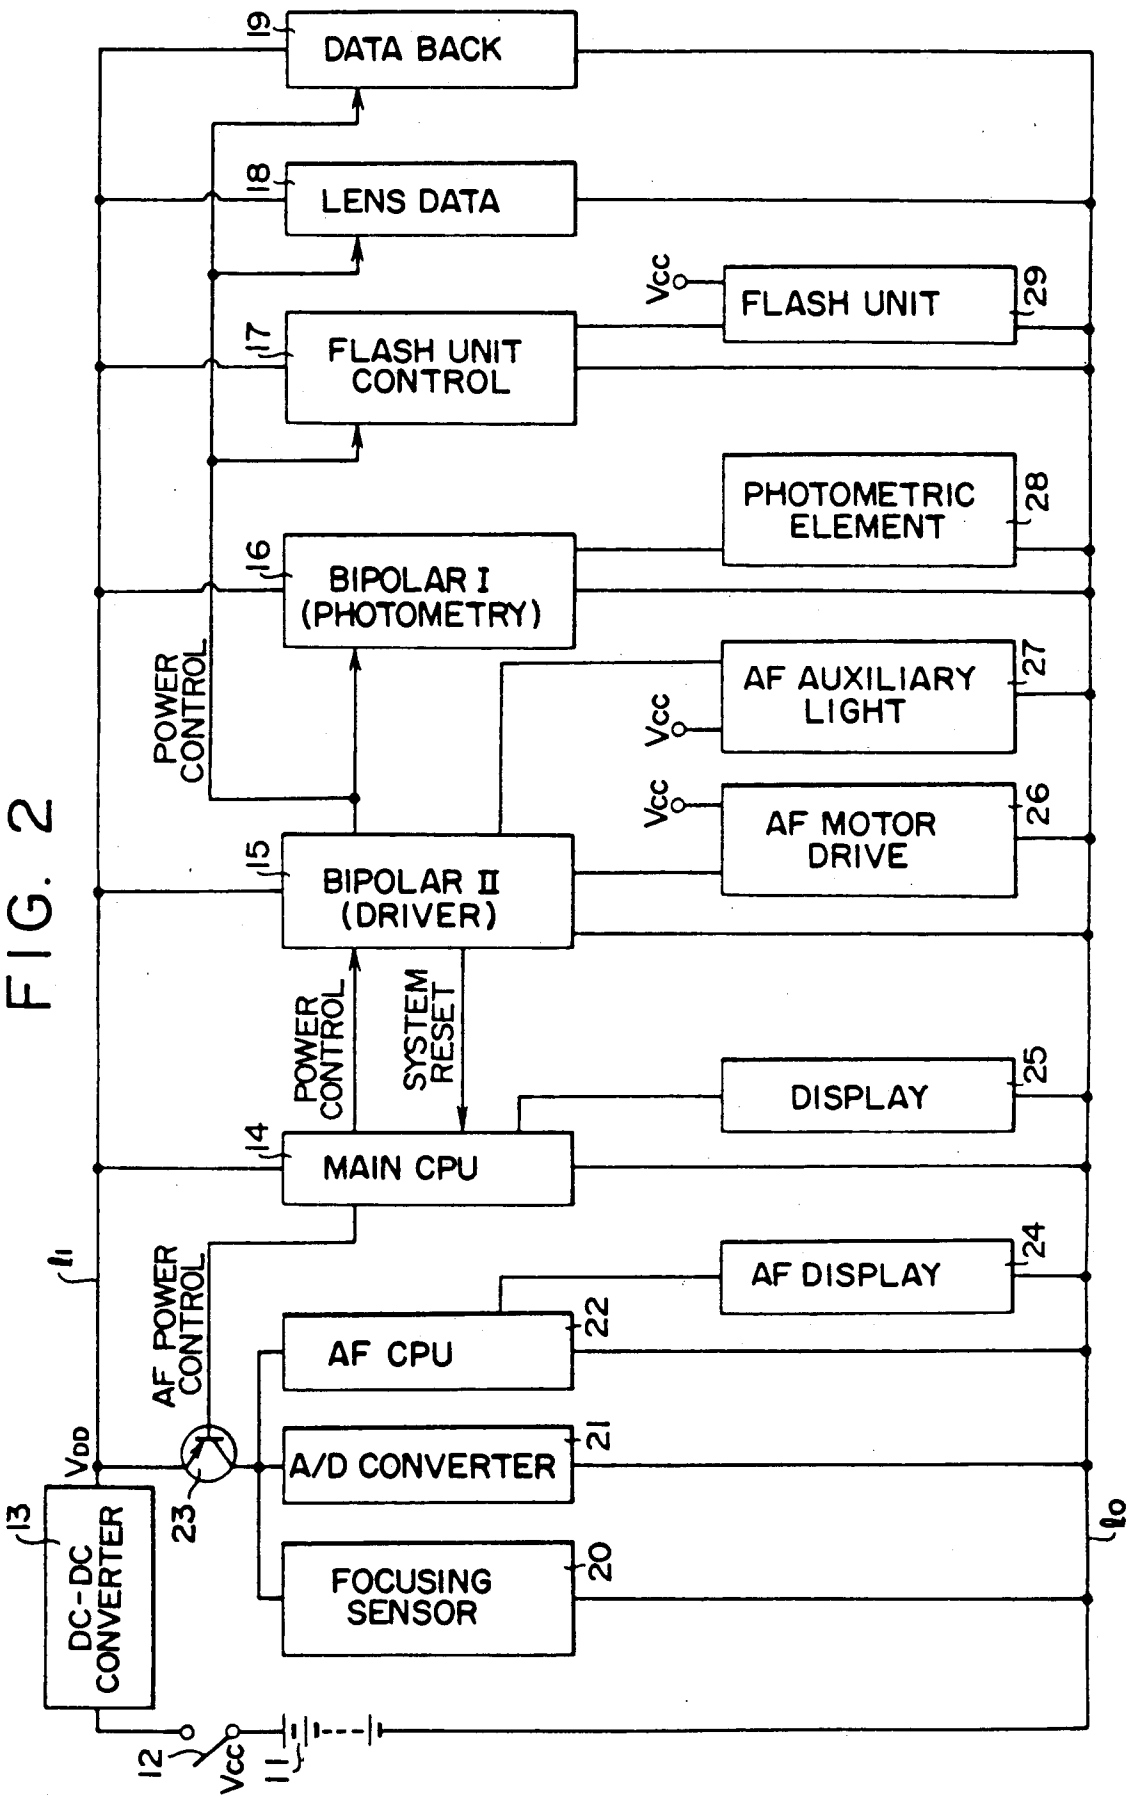 FIG. 2
13
DC-DC
CONVERTER
VDD
ℓ1
12
VCC
11
23
AF POWER
CONTROL
POWER
CONTROL
SYSTEM
RESET
POWER
CONTROL
20
FOCUSING
SENSOR
21
A/D CONVERTER
22
AF CPU
14
MAIN CPU
15
BIPOLAR II
(DRIVER)
16
BIPOLAR I
(PHOTOMETRY)
17
FLASH UNIT
CONTROL
18
LENS DATA
19
DATA BACK
24
AF DISPLAY
25
DISPLAY
VCC
26
AF MOTOR
DRIVE
VCC
27
AF AUXILIARY
LIGHT
28
PHOTOMETRIC
ELEMENT
VCC
29
FLASH UNIT
ℓ0